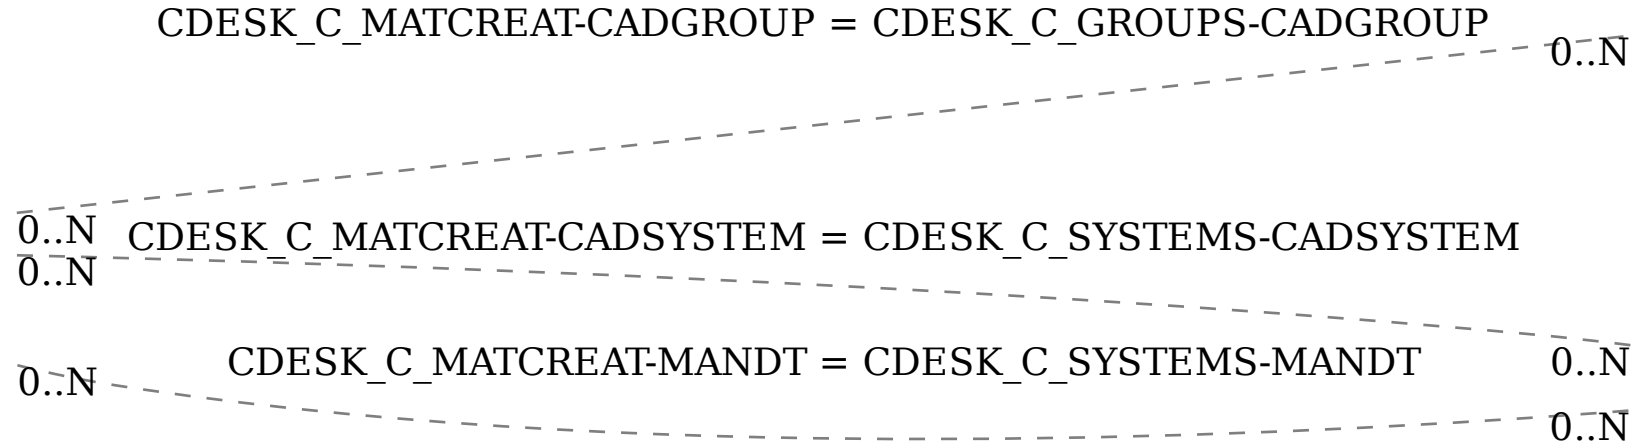 CDESK_C_MATCREAT-CADGROUP = CDESK_C_GROUPS-CADGROUP
0..N
0..N
CDESK_C_MATCREAT-CADSYSTEM = CDESK_C_SYSTEMS-CADSYSTEM
0..N
CDESK_C_MATCREAT-MANDT = CDESK_C_SYSTEMS-MANDT
0..N
0..N
0..N